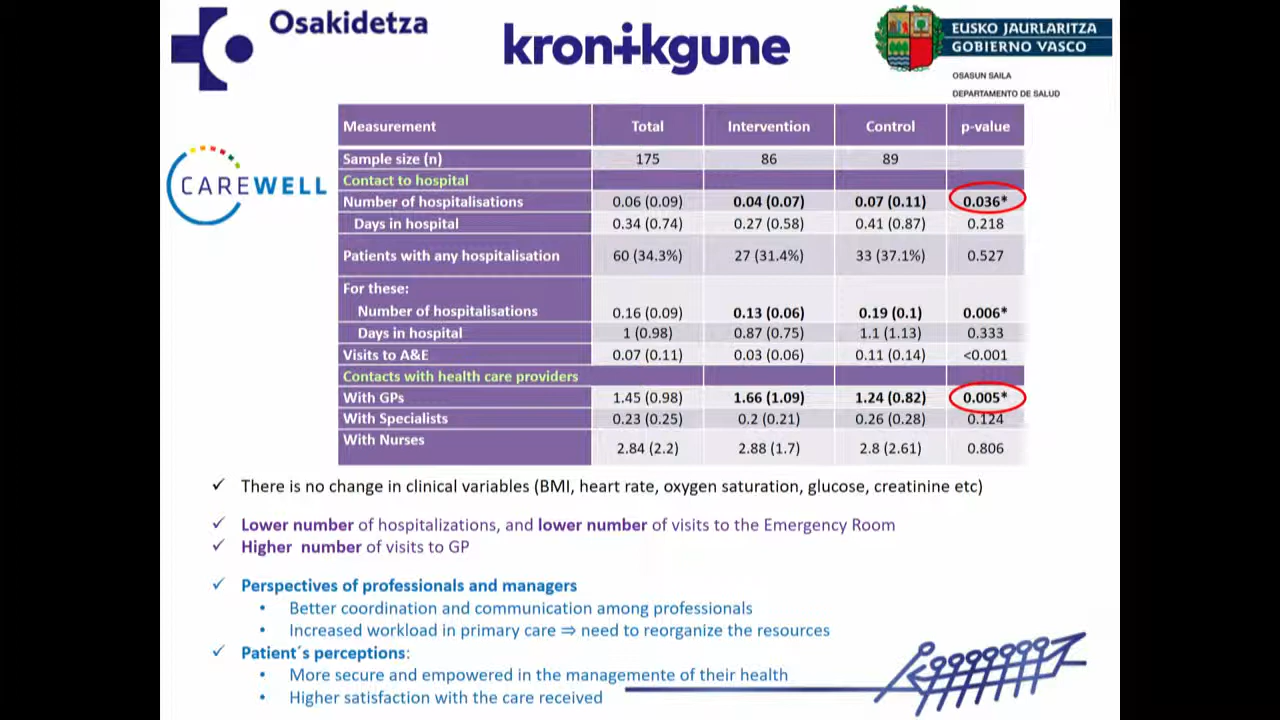 Osakidetza
kronikgune
EUSKO JAURLARITZA
GOBIERNO VASCO
OSASUN SAILA
DEPARTAMENTO DE SALUD
CAREWELL
Measurement Total Intervention Control p-value
Sample size (n) 175 86 89
Contact to hospital
Number of hospitalisations 0.06 (0.09) 0.04 (0.07) 0.07 (0.11) 0.036*
Days in hospital 0.34 (0.74) 0.27 (0.58) 0.41 (0.87) 0.218
Patients with any hospitalisation 60 (34.3%) 27 (31.4%) 33 (37.1%) 0.527
For these:
Number of hospitalisations 0.16 (0.09) 0.13 (0.06) 0.19 (0.1) 0.006*
Days in hospital 1 (0.98) 0.87 (0.75) 1.1 (1.13) 0.333
Visits to A&E 0.07 (0.11) 0.03 (0.06) 0.11 (0.14) <0.001
Contacts with health care providers
With GPs 1.45 (0.98) 1.66 (1.09) 1.24 (0.82) 0.005*
With Specialists 0.23 (0.25) 0.2 (0.21) 0.26 (0.28) 0.124
With Nurses 2.84 (2.2) 2.88 (1.7) 2.8 (2.61) 0.806
✓ There is no change in clinical variables (BMI, heart rate, oxygen saturation, glucose, creatinine etc)
✓ Lower number of hospitalizations, and lower number of visits to the Emergency Room
✓ Higher number of visits to GP
✓ Perspectives of professionals and managers
• Better coordination and communication among professionals
• Increased workload in primary care ⇒ need to reorganize the resources
✓ Patient´s perceptions:
• More secure and empowered in the managemente of their health
• Higher satisfaction with the care received